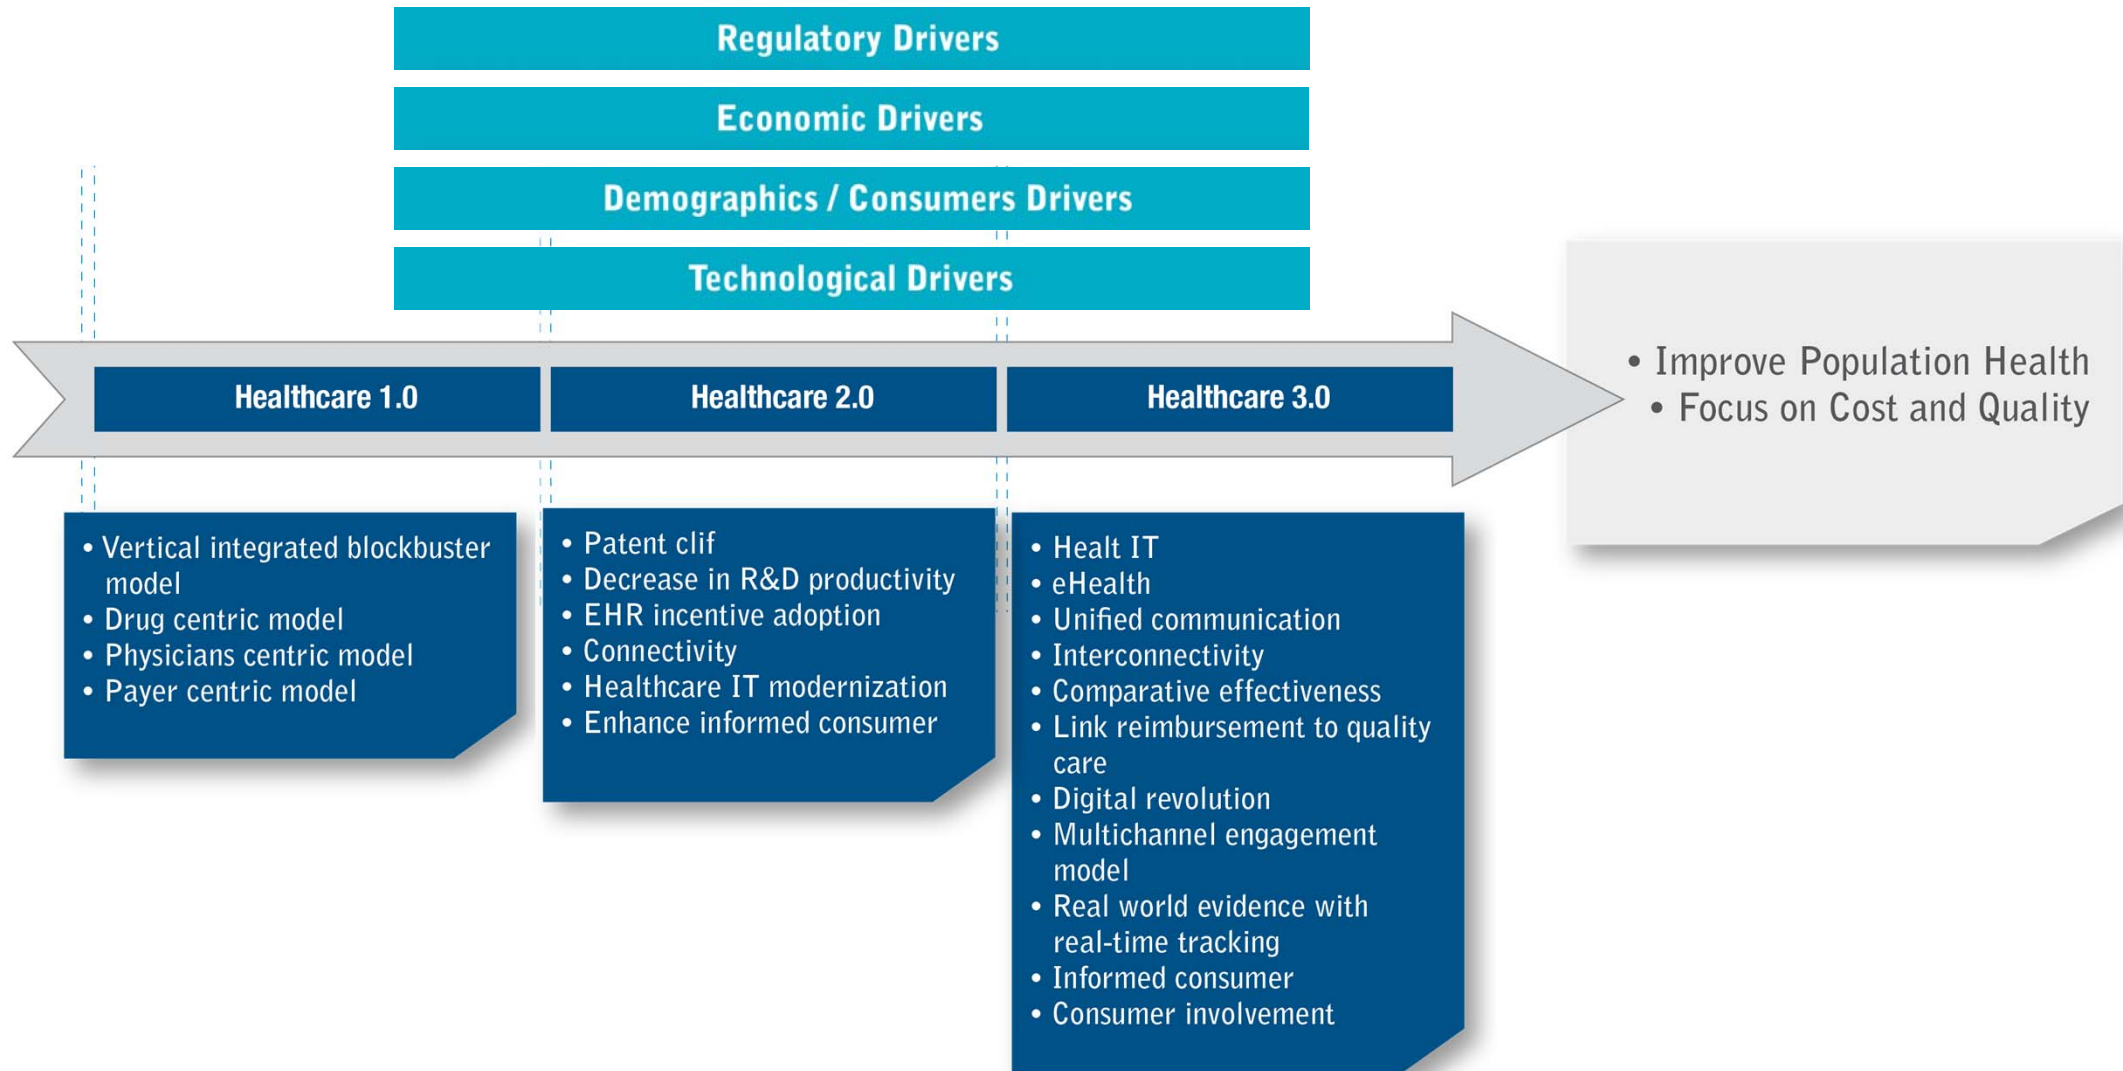 Regulatory Drivers
Economic Drivers
Demographics / Consumers Drivers
Technological Drivers
Healthcare 1.0
Healthcare 2.0
Healthcare 3.0
• Improve Population Health
• Focus on Cost and Quality
• Vertical integrated blockbuster
model
• Drug centric model
• Physicians centric model
• Payer centric model
• Patent clif
• Decrease in R&D productivity
• EHR incentive adoption
• Connectivity
• Healthcare IT modernization
• Enhance informed consumer
• Healt IT
• eHealth
• Unified communication
• Interconnectivity
• Comparative effectiveness
• Link reimbursement to quality
care
• Digital revolution
• Multichannel engagement
model
• Real world evidence with
real-time tracking
• Informed consumer
• Consumer involvement